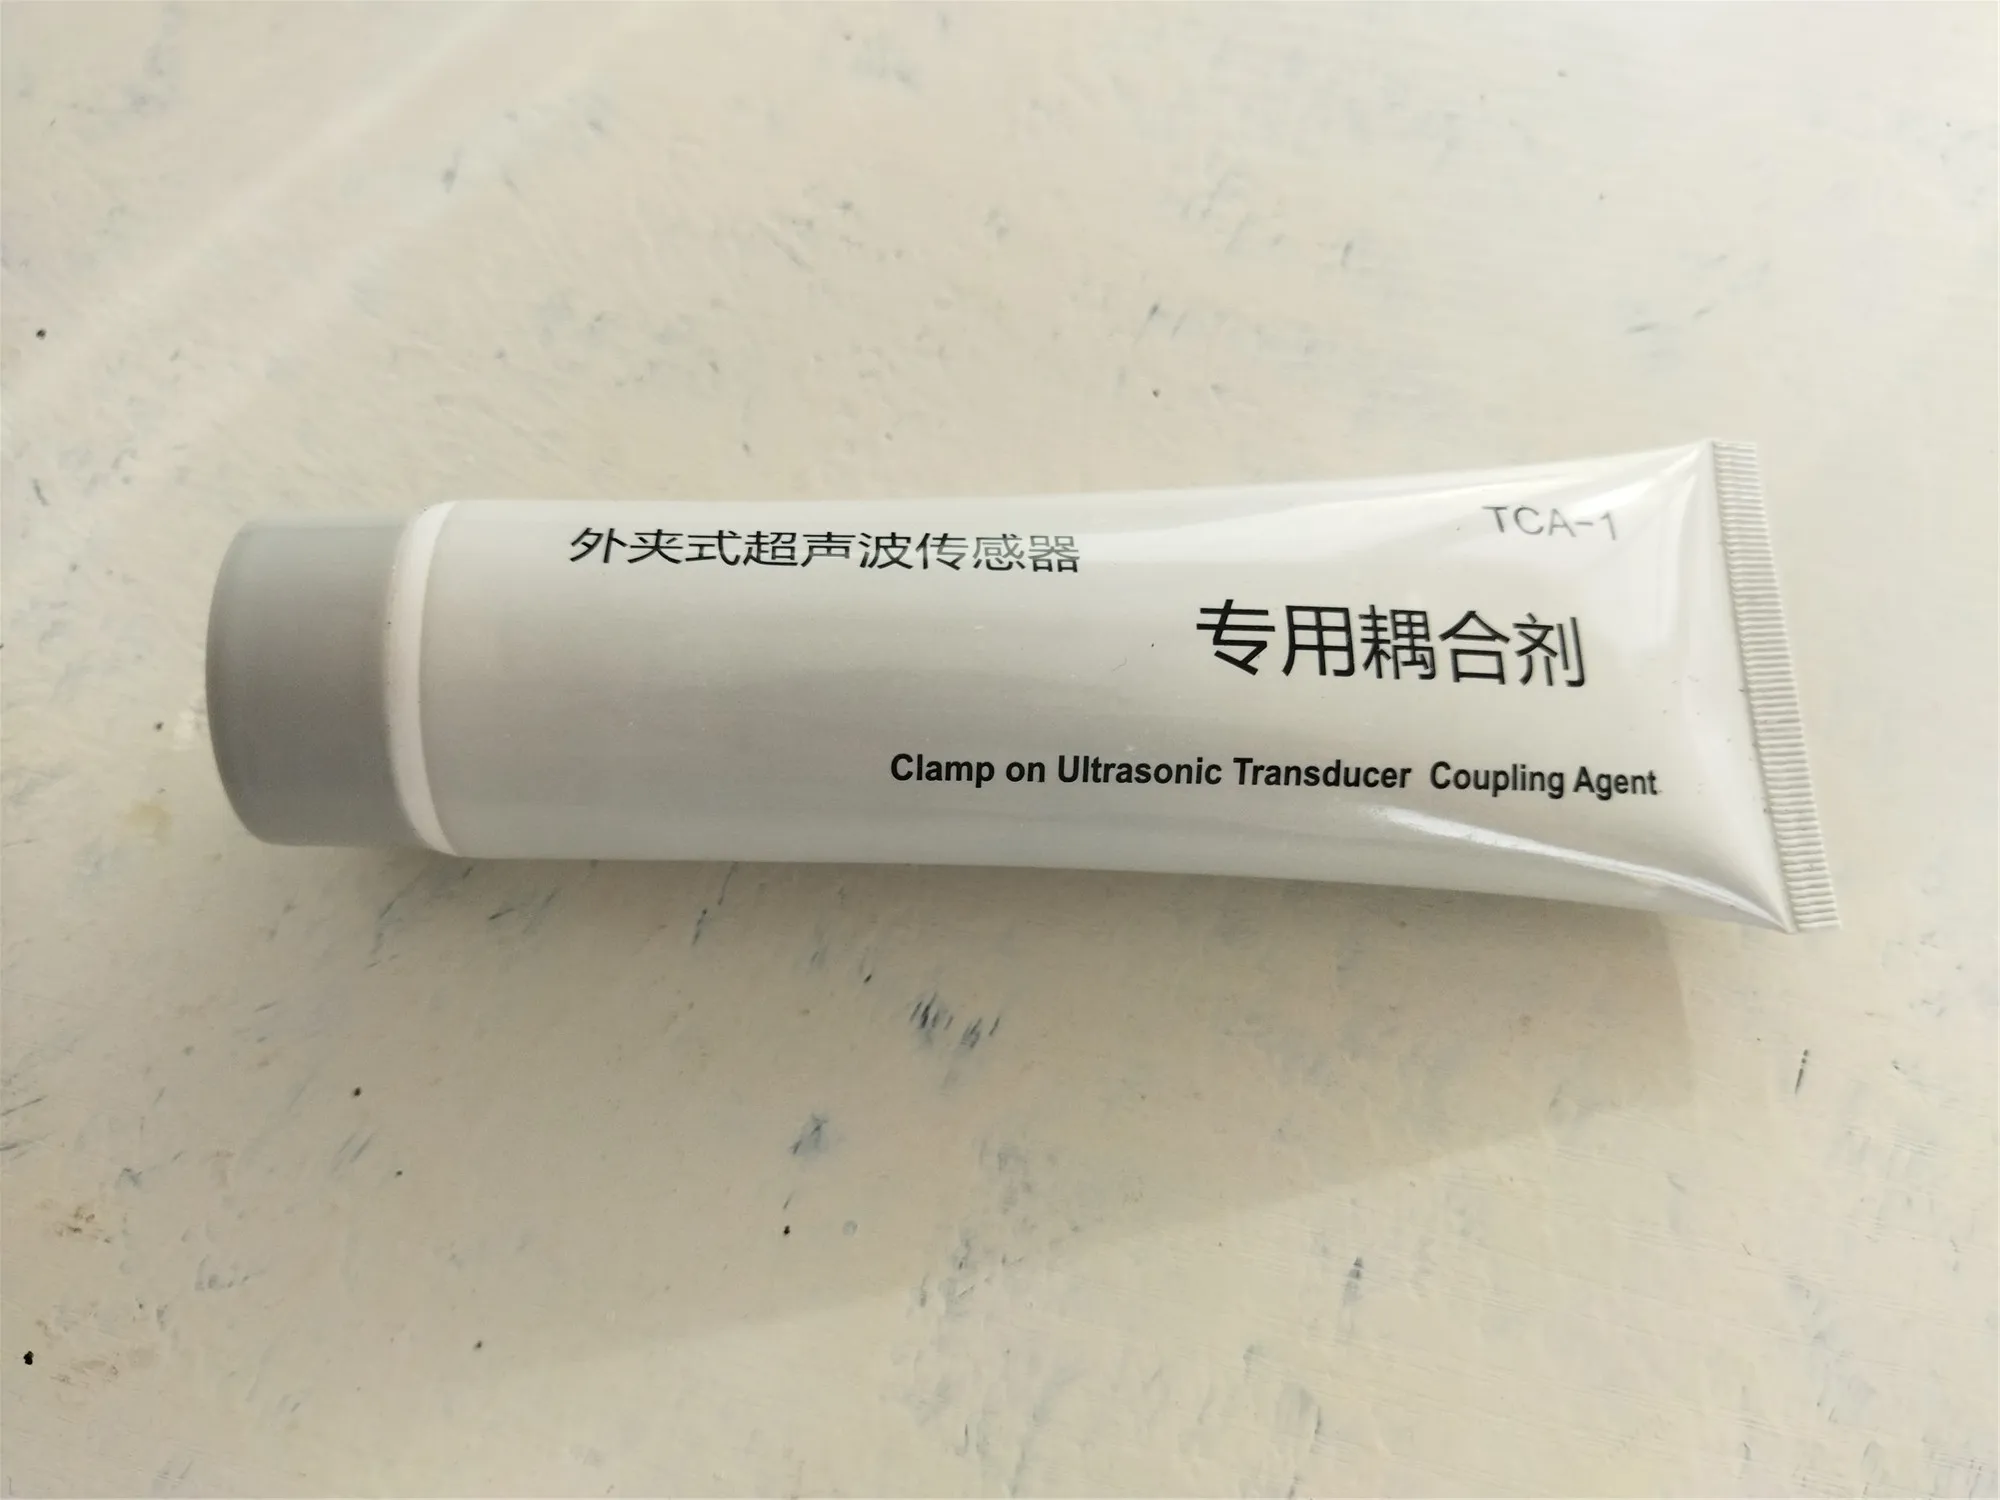 TCA-1
外夹式超声波传感器
专用耦合剂
Clamp on Ultrasonic Transducer Coupling Agent